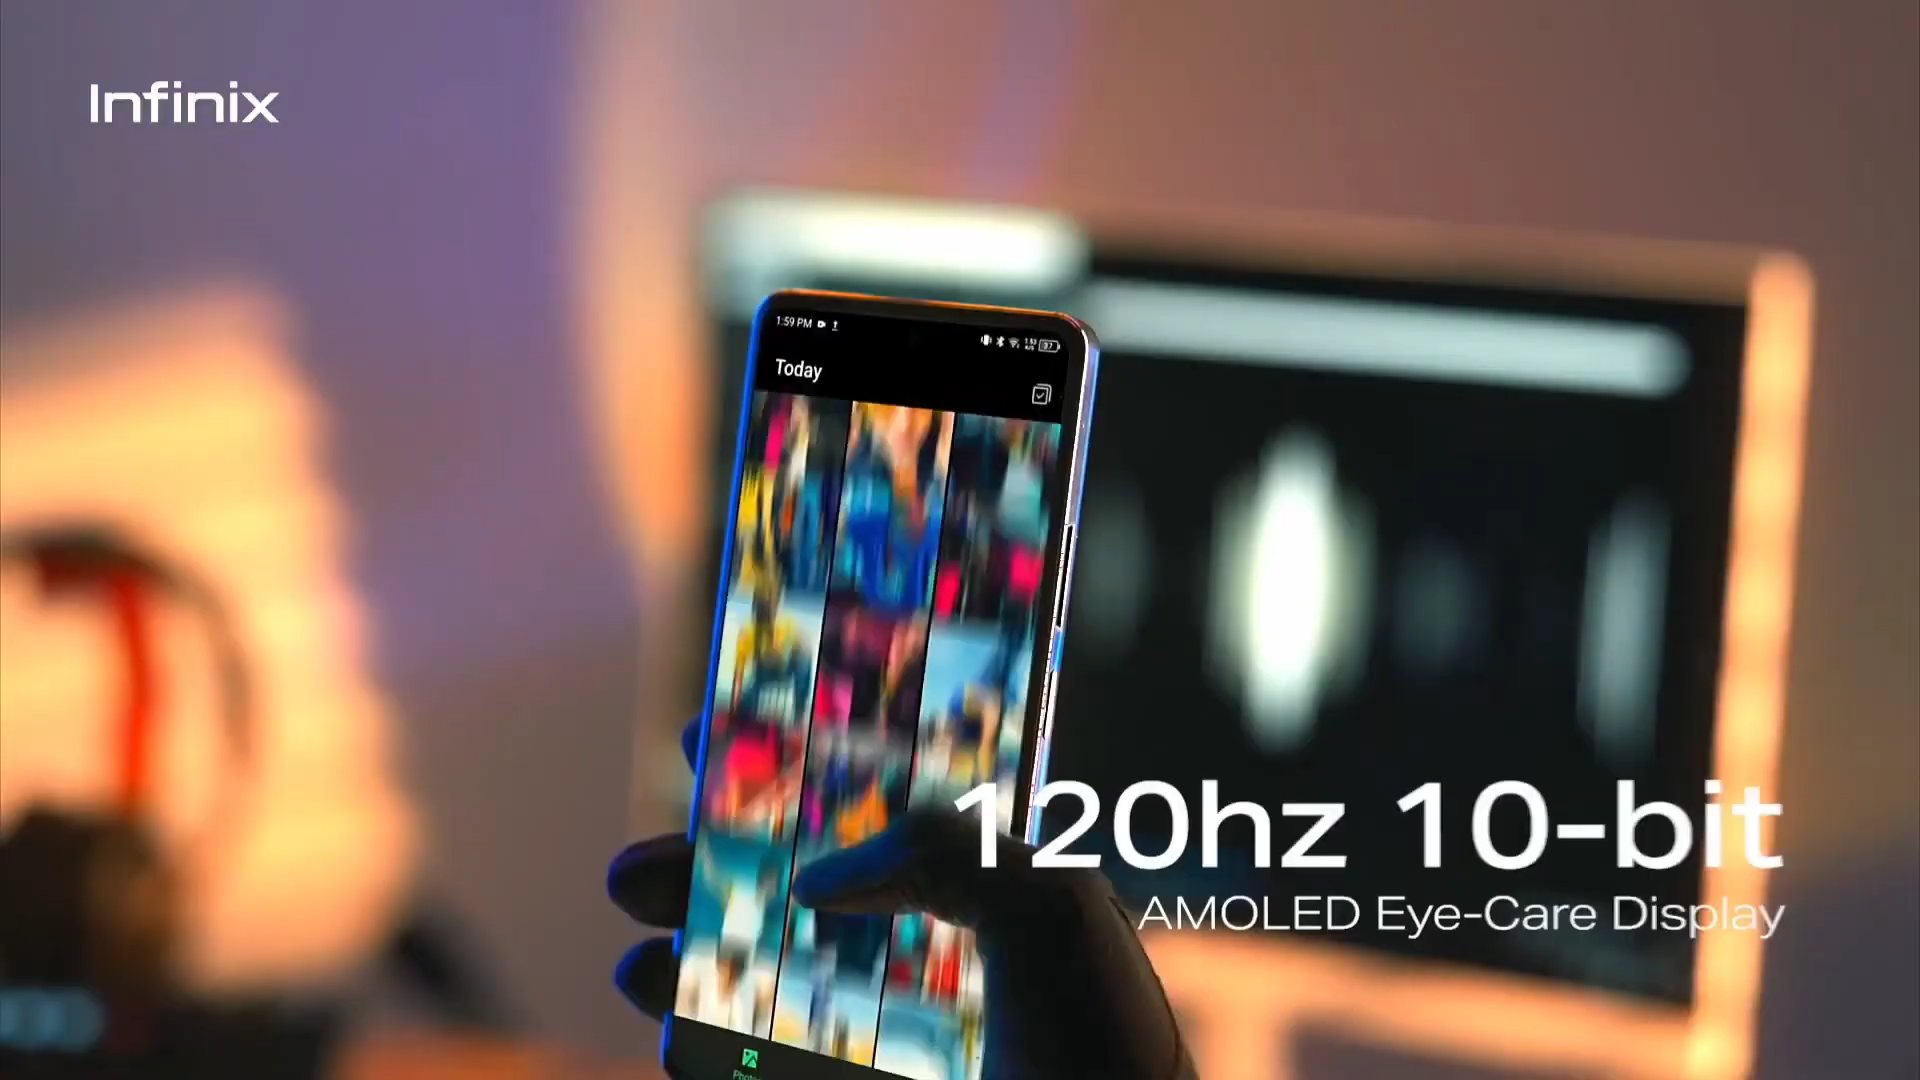 Infinix
1:59 PM
Today
120hz 10-bit
AMOLED Eye-Care Display